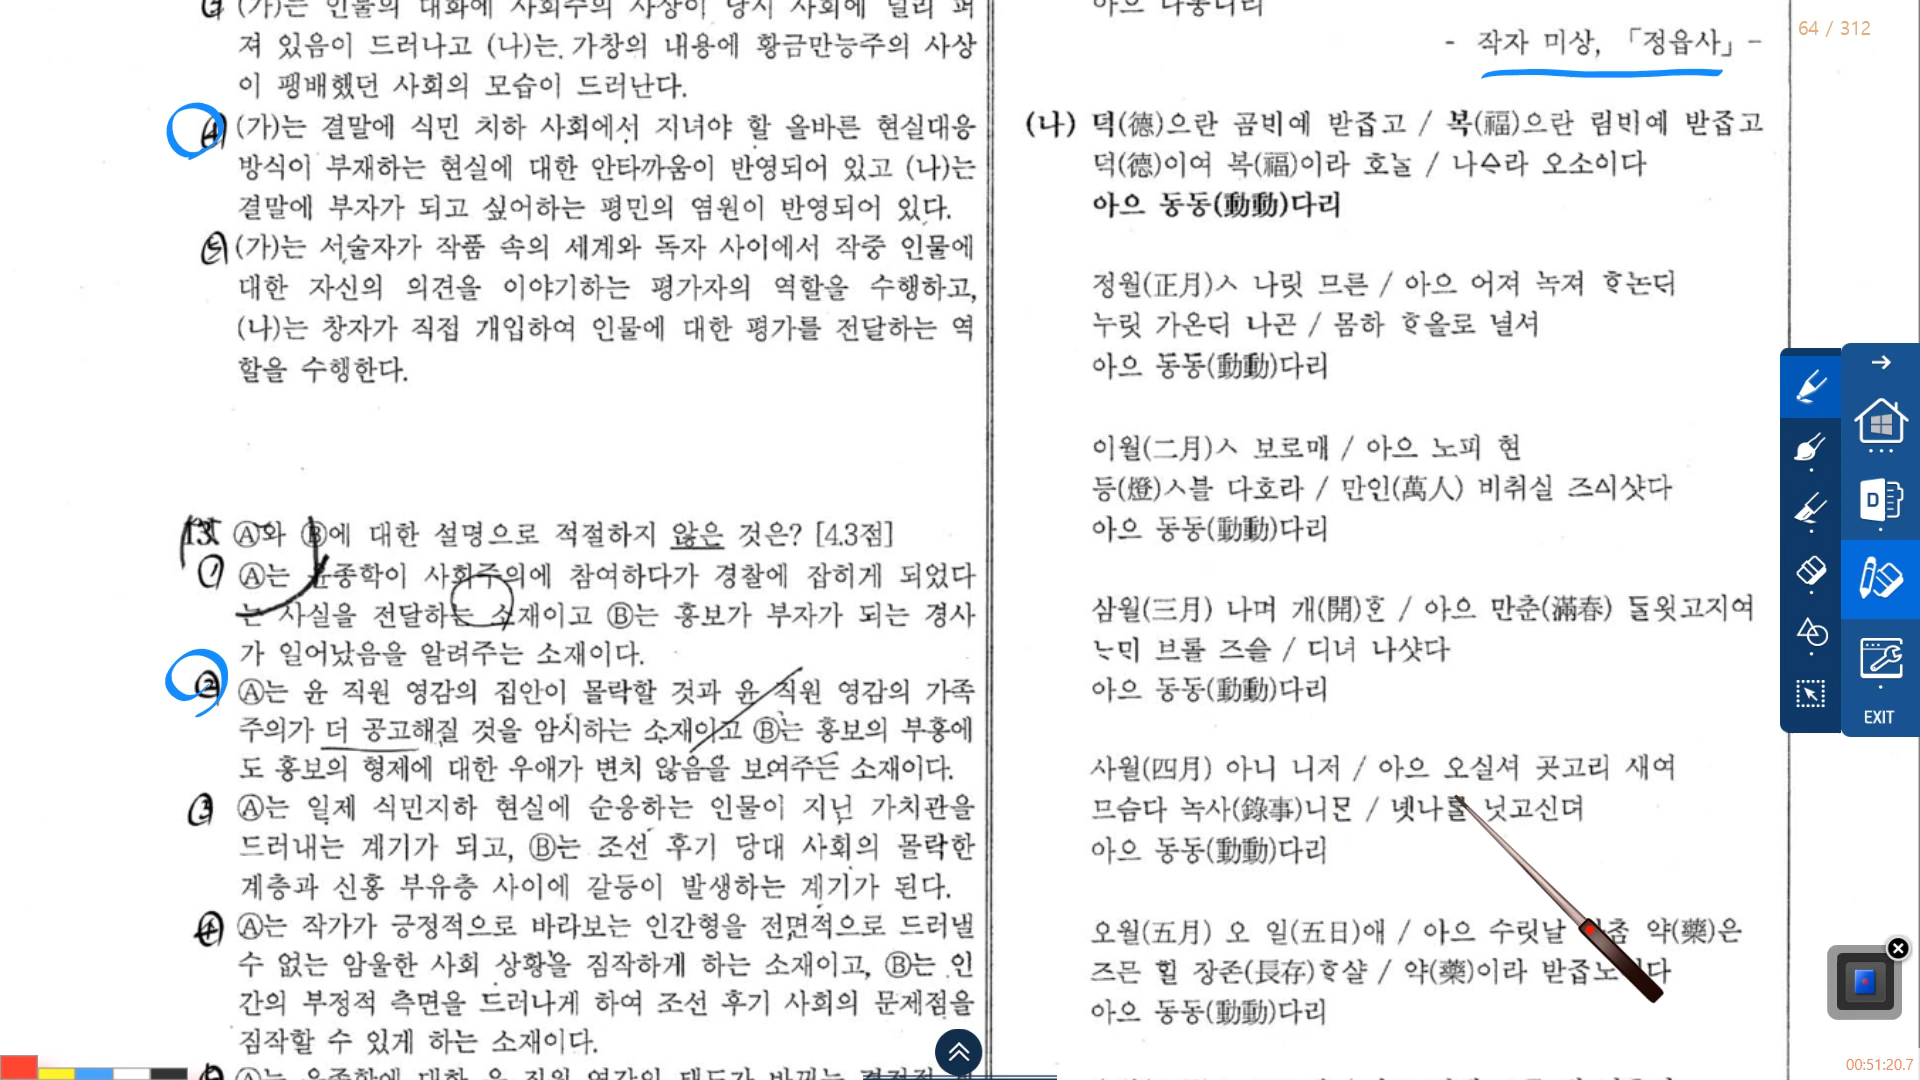 ③ (가)는 인물의 대화에 사회주의 사상이 당시 사회에 널리 퍼
져 있음이 드러나고 (나)는 가창의 내용에 황금만능주의 사상
이 팽배했던 사회의 모습이 드러난다.
④ (가)는 결말에 식민 치하 사회에서 지녀야 할 올바른 현실대응
방식이 부재하는 현실에 대한 안타까움이 반영되어 있고 (나)는
결말에 부자가 되고 싶어하는 평민의 염원이 반영되어 있다.
⑤ (가)는 서술자가 작품 속의 세계와 독자 사이에서 작중 인물에
대한 자신의 의견을 이야기하는 평가자의 역할을 수행하고,
(나)는 창자가 직접 개입하여 인물에 대한 평가를 전달하는 역
할을 수행한다.
13. Ⓐ와 Ⓑ에 대한 설명으로 적절하지 않은 것은? [4.3점]
① Ⓐ는 윤종학이 사회주의에 참여하다가 경찰에 잡히게 되었다
는 사실을 전달하는 소재이고 Ⓑ는 흥보가 부자가 되는 경사
가 일어났음을 알려주는 소재이다.
② Ⓐ는 윤 직원 영감의 집안이 몰락할 것과 윤 직원 영감의 가족
주의가 더 공고해질 것을 암시하는 소재이고 Ⓑ는 흥보의 부흥에
도 흥보의 형제에 대한 우애가 변치 않음을 보여주는 소재이다.
③ Ⓐ는 일제 식민지하 현실에 순응하는 인물이 지닌 가치관을
드러내는 계기가 되고, Ⓑ는 조선 후기 당대 사회의 몰락한
계층과 신흥 부유층 사이에 갈등이 발생하는 계기가 된다.
④ Ⓐ는 작가가 긍정적으로 바라보는 인간형을 전면적으로 드러낼
수 없는 암울한 사회 상황을 짐작하게 하는 소재이고, Ⓑ는 인
간의 부정적 측면을 드러나게 하여 조선 후기 사회의 문제점을
짐작할 수 있게 하는 소재이다.
아으 다롱디리
- 작자 미상, 「정읍사」-
(나) 덕(德)으란 곰ᄇᆡ예 받ᄌᆞᆸ고 / 복(福)으란 림ᄇᆡ예 받ᄌᆞᆸ고
덕(德)이여 복(福)이라 호ᄂᆞᆯ / 나ᅀᆞ라 오소이다
아으 동동(動動)다리
정월(正月)ㅅ 나릿 므른 / 아으 어져 녹져 ᄒᆞ논ᄃᆡ
누릿 가온ᄃᆡ 나곤 / 몸하 ᄒᆞ올로 녈셔
아으 동동(動動)다리
이월(二月)ㅅ 보로매 / 아으 노피 현
등(燈)ㅅ블 다호라 / 만인(萬人) 비취실 즈ᅀᅵ샷다
아으 동동(動動)다리
삼월(三月) 나며 개(開)ᄒᆞᆫ / 아으 만춘(滿春) ᄃᆞᆯ욋고지여
ᄂᆞᄆᆡ 브롤 즈슬 / 디녀 나샷다
아으 동동(動動)다리
사월(四月) 아니 니저 / 아으 오실셔 곳고리 새여
므슴다 녹사(錄事)니ᄆᆞᆫ / 녯나ᄅᆞᆯ 닛고신뎌
아으 동동(動動)다리
오월(五月) 오 일(五日)애 / 아으 수릿날 아ᄎᆞᆷ 약(藥)은
즈믄 ᄒᆡᆯ 장존(長存)ᄒᆞ샬 / 약(藥)이라 받ᄌᆞᆸ노이다
아으 동동(動動)다리
64 / 312
D
EXIT
00:51:20.7